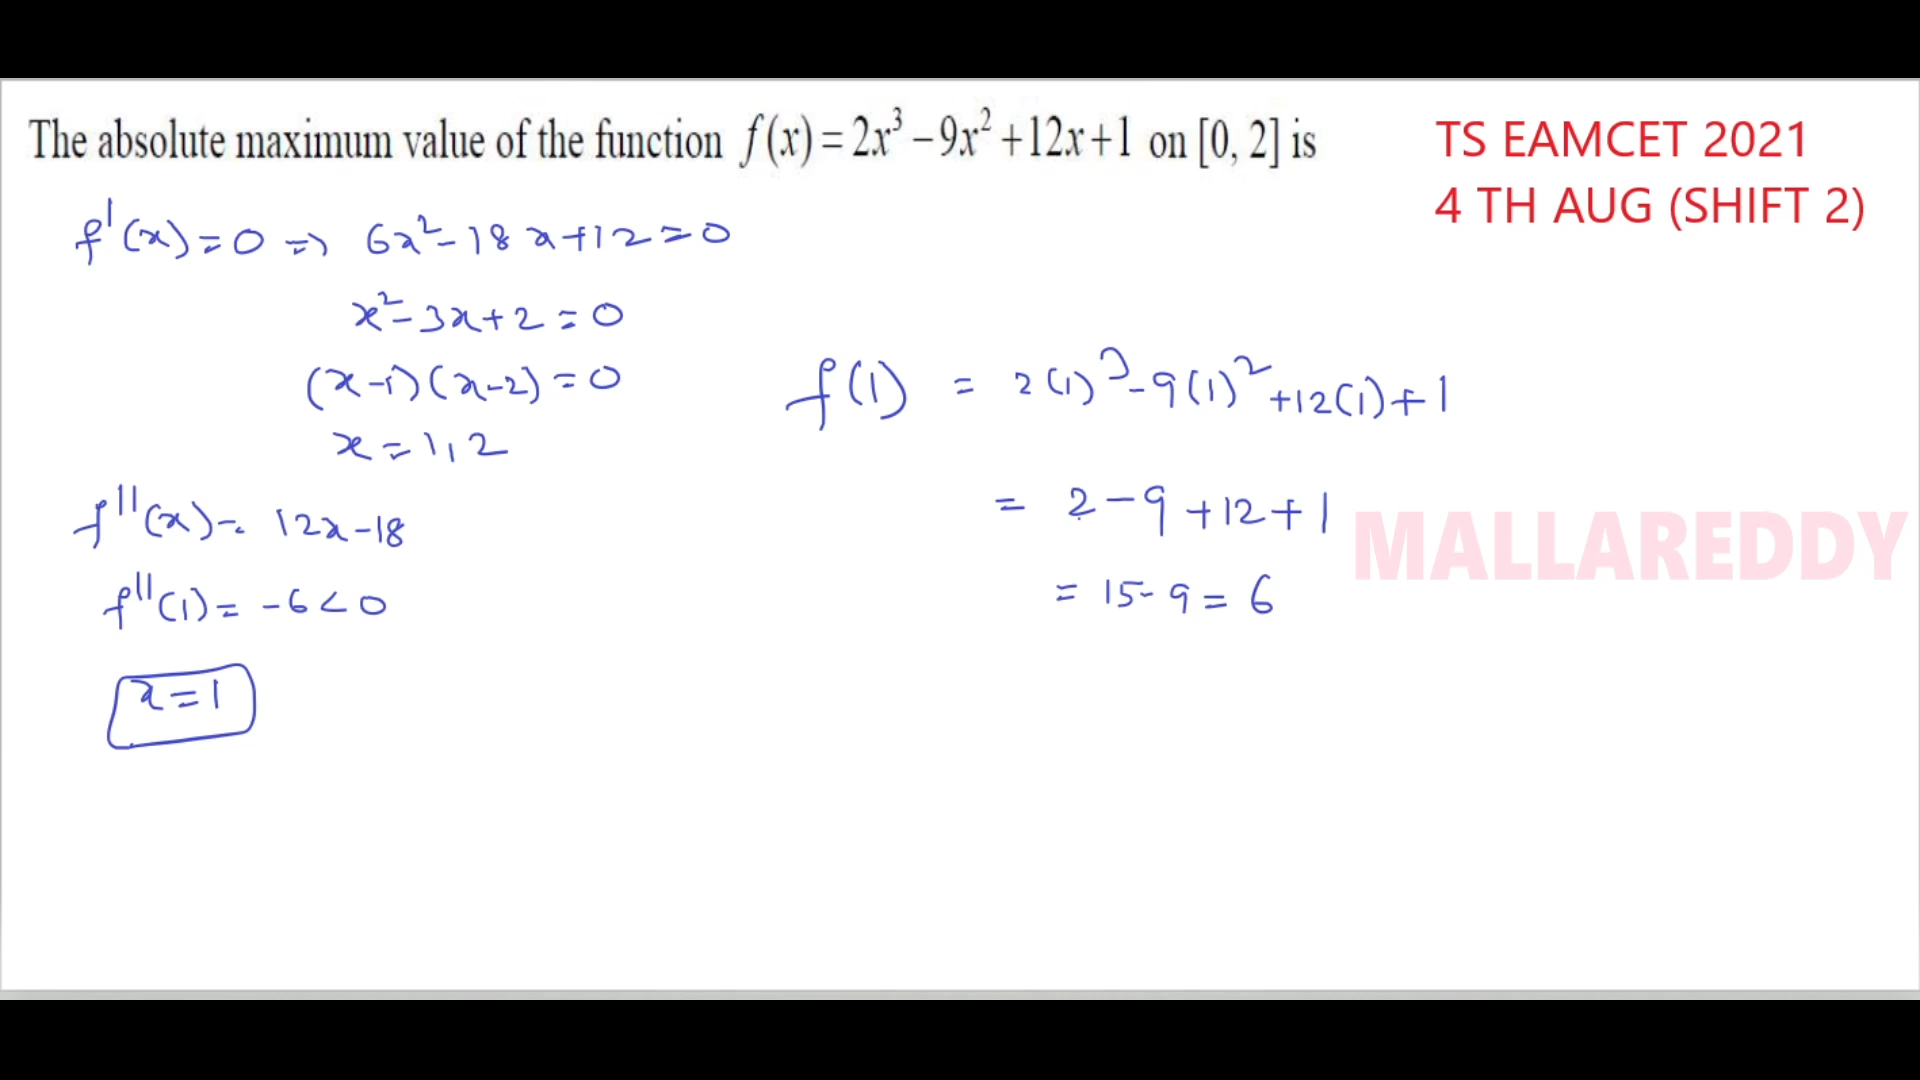 The absolute maximum value of the function f(x) = 2x³ − 9x² + 12x + 1 on [0, 2] is
TS EAMCET 2021
4 TH AUG (SHIFT 2)
f'(x) = 0 ⇒ 6x² − 18x + 12 = 0
x² − 3x + 2 = 0
(x − 1)(x − 2) = 0
x = 1, 2
f''(x) = 12x − 18
f''(1) = −6 < 0
x = 1
f(1) = 2(1)³ − 9(1)² + 12(1) + 1
= 2 − 9 + 12 + 1
= 15 − 9 = 6
MALLAREDDY